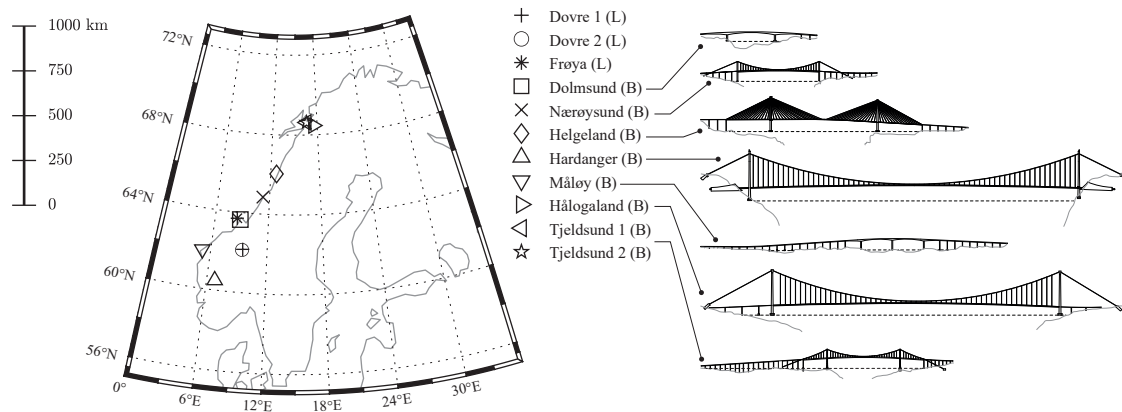 1000 km
750
500
250
0
72°N
68°N
64°N
60°N
56°N
0°
6°E
12°E
18°E
24°E
30°E
Dovre 1 (L)
Dovre 2 (L)
Frøya (L)
Dolmsund (B)
Nærøysund (B)
Helgeland (B)
Hardanger (B)
Måløy (B)
Hålogaland (B)
Tjeldsund 1 (B)
Tjeldsund 2 (B)